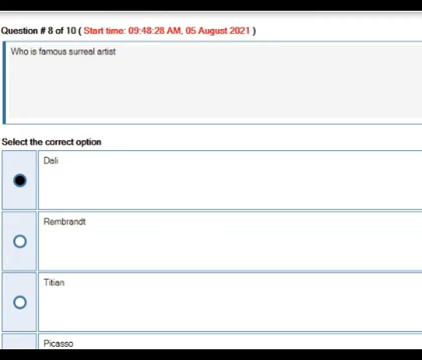 Question # 8 of 10 ( Start time: 09:48:28 AM, 05 August 2021 )
Who is famous surreal artist
Select the correct option
Dali
Rembrandt
Titian
Picasso